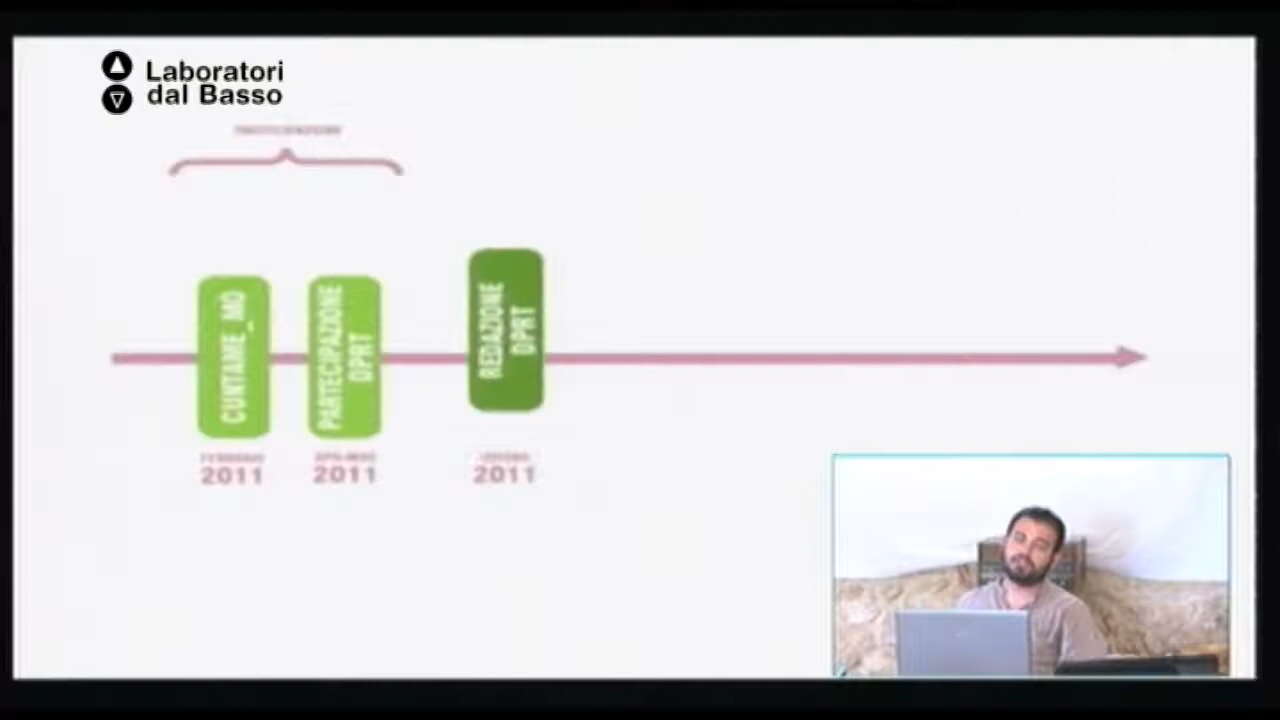 Laboratori
dal Basso
CUNTAME_MO
PARTECIPAZIONE
DPRT
REDAZIONE
DPRT
2011
2011
2011